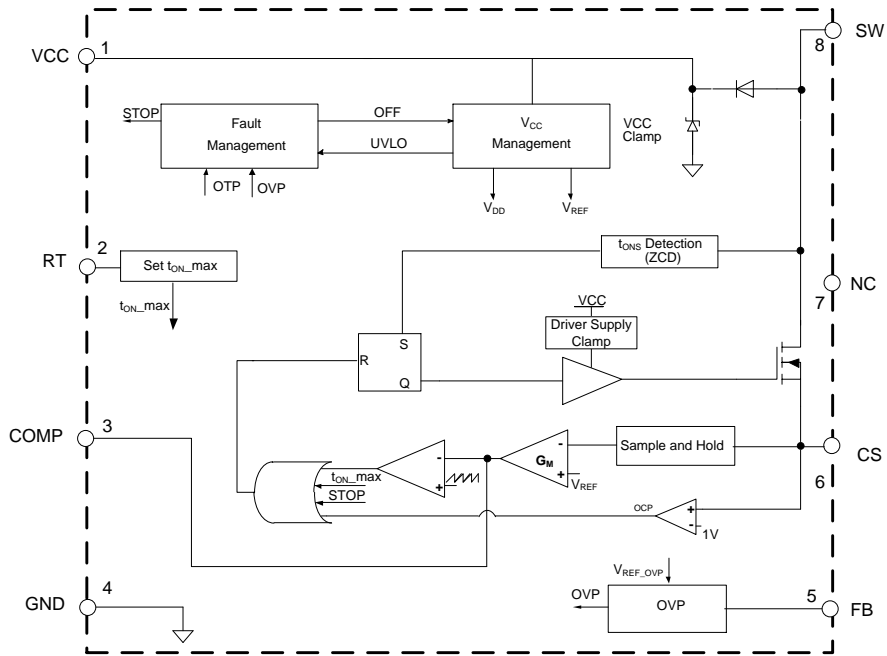 SW
8
VCC
1
STOP
Fault
Management
OFF
UVLO
VCC
Management
VCC
Clamp
OTP
OVP
VDD
VREF
RT
2
Set tON_max
tON_max
tONS Detection
(ZCD)
NC
7
VCC
Driver Supply
Clamp
S
R
Q
COMP
3
CS
6
Sample and Hold
-
GM
+
VREF
-
+
tON_max
STOP
OCP
+
-
1V
VREF_OVP
GND
4
OVP
OVP
5
FB